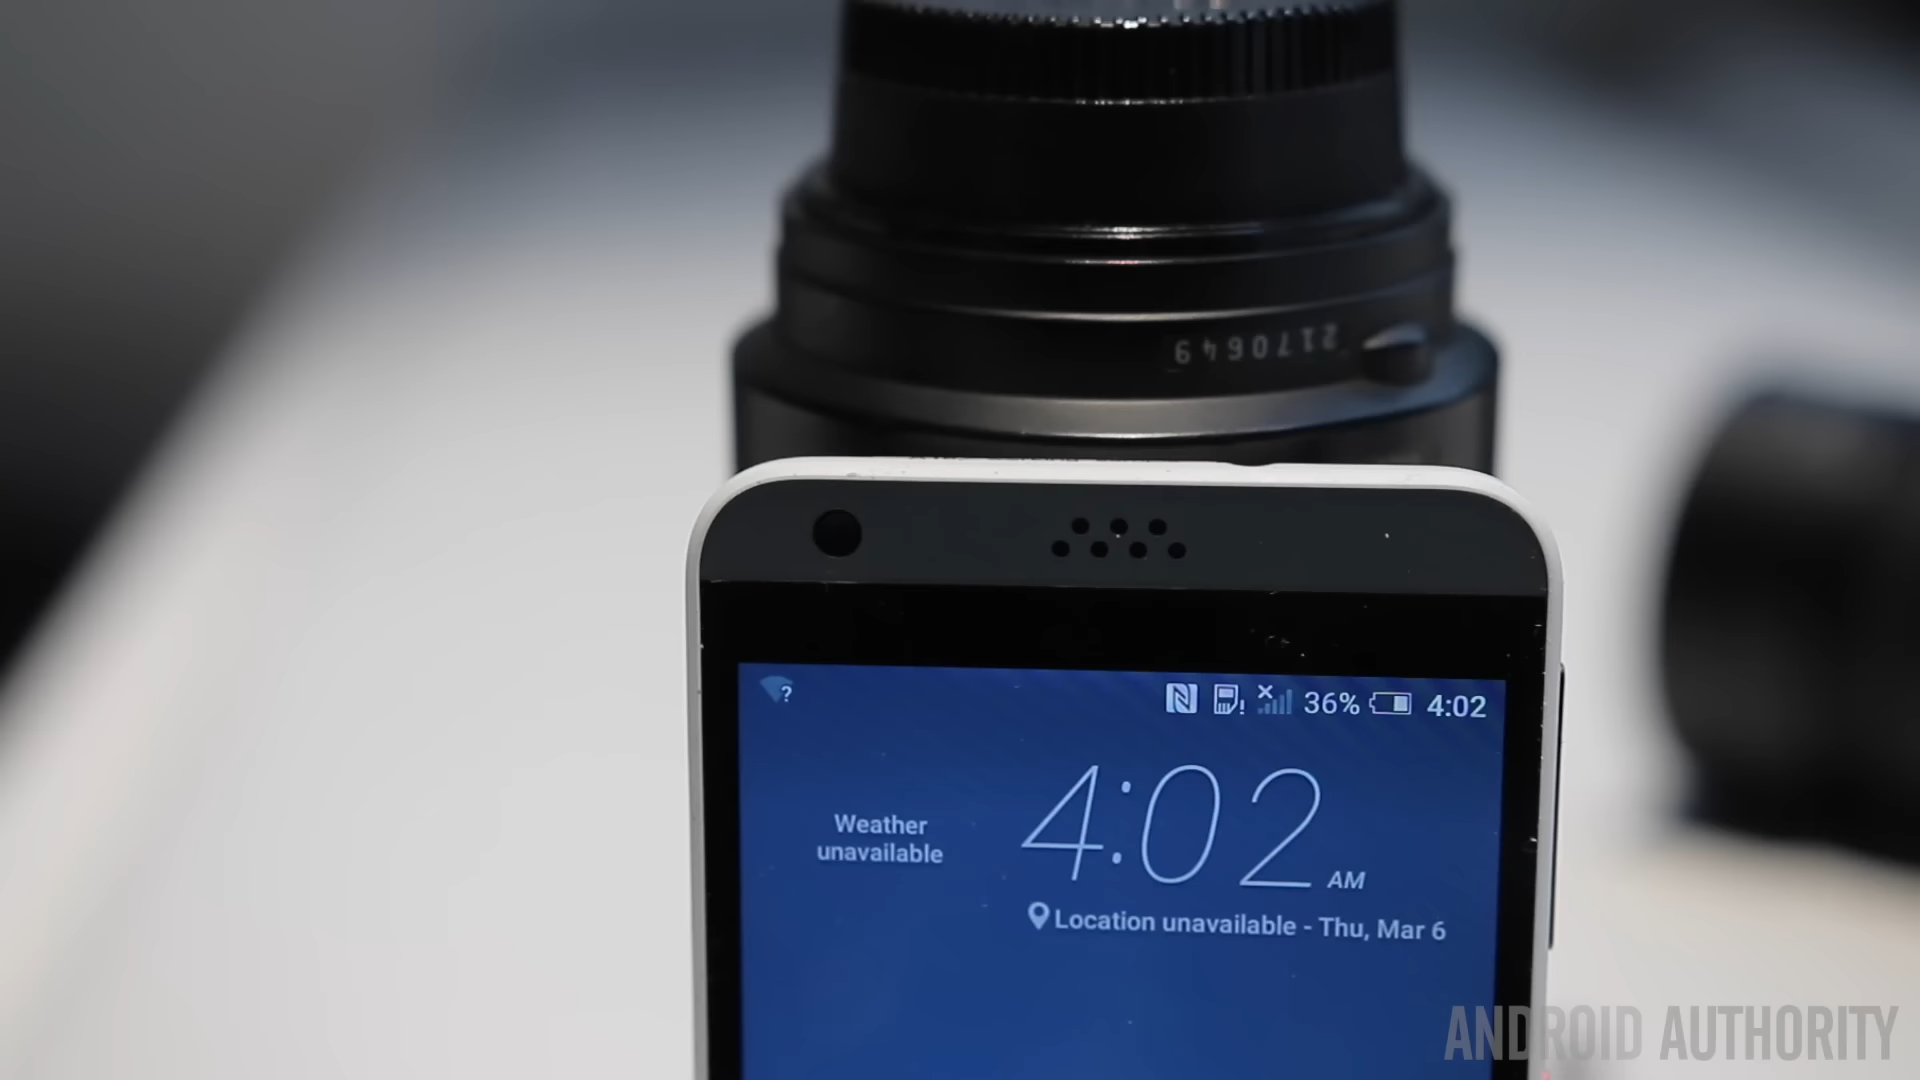 2170649
? 36% 4:02
4:02 AM
Weather
unavailable
Location unavailable - Thu, Mar 6
ANDROID AUTHORITY